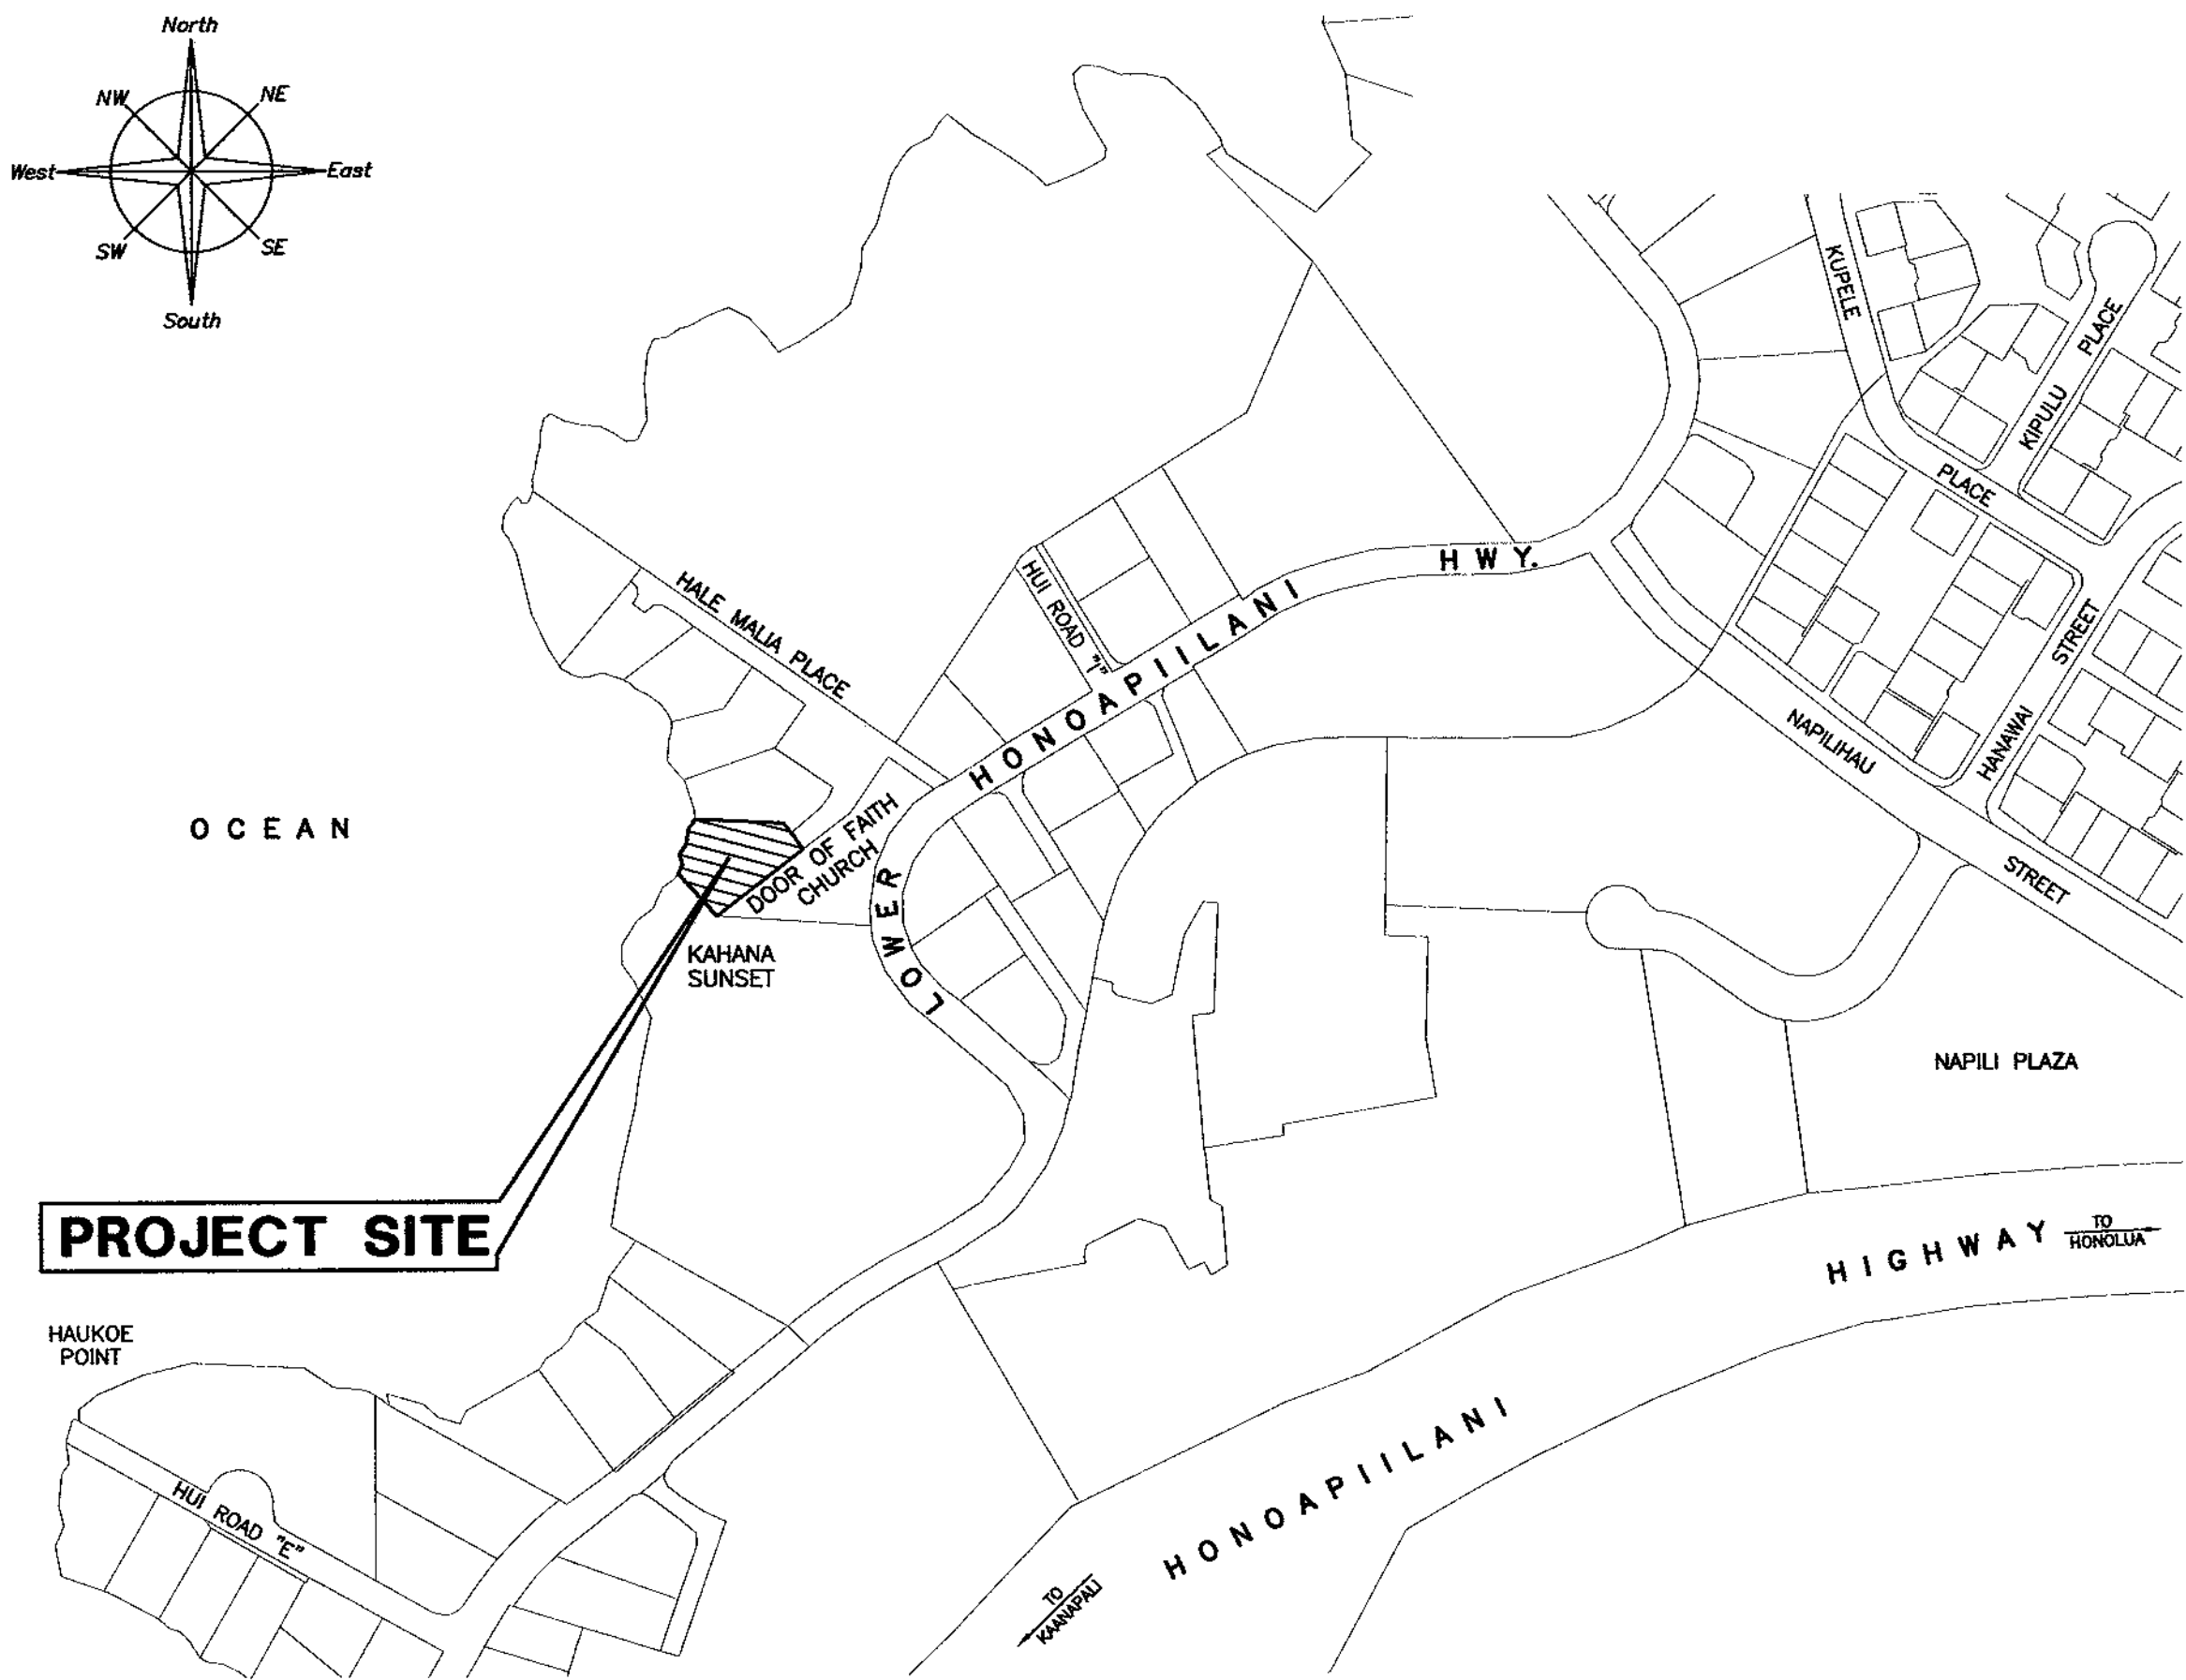 North
NW
NE
West
East
SW
SE
South
KUPELE
PLACE
KIPULU
PLACE
HUI ROAD "I"
HALE MALIA PLACE
LOWER HONOAPIILANI HWY.
HANAWAI
STREET
NAPILIHAU
STREET
OCEAN
DOOR OF FAITH
CHURCH
KAHANA
SUNSET
NAPILI PLAZA
PROJECT SITE
HAUKOE
POINT
HUI ROAD "E"
HONOAPIILANI HIGHWAY
TO
HONOLUA
TO
KAANAPALI